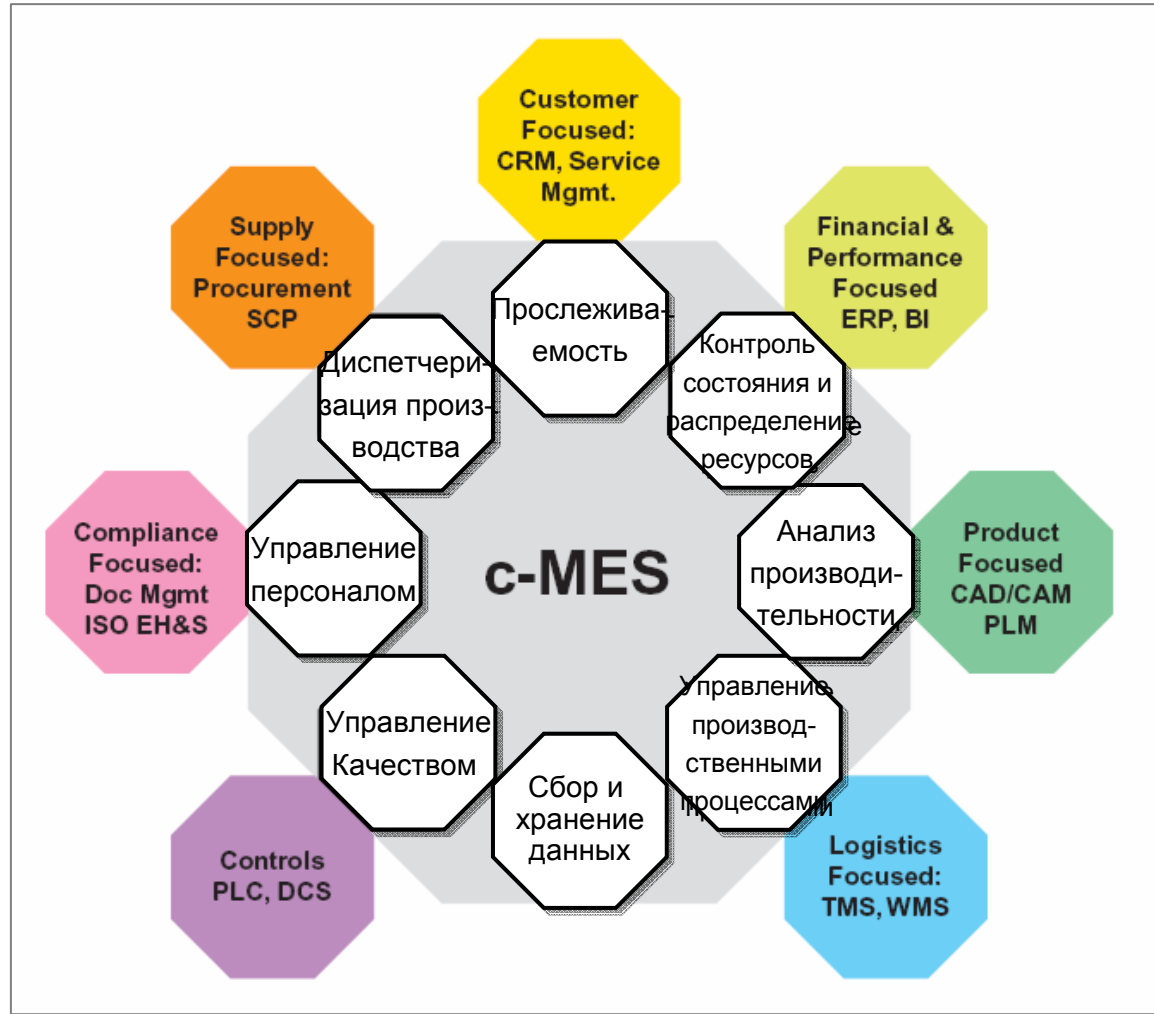 Customer
Focused:
CRM, Service
Mgmt.
Supply
Focused:
Procurement
SCP
Financial &
Performance
Focused
ERP, BI
Прослежива-
емость
Диспетчери-
зация произ-
водства
Контроль
состояния и
распределение
ресурсов,
Compliance
Focused:
Doc Mgmt
ISO EH&S
Управление
персоналом
c-MES
Анализ
производи-
тельности,
Product
Focused
CAD/CAM
PLM
Управление
Качеством
Сбор и
хранение
данных
Управление
производ-
ственными
процессами
Controls
PLC, DCS
Logistics
Focused:
TMS, WMS